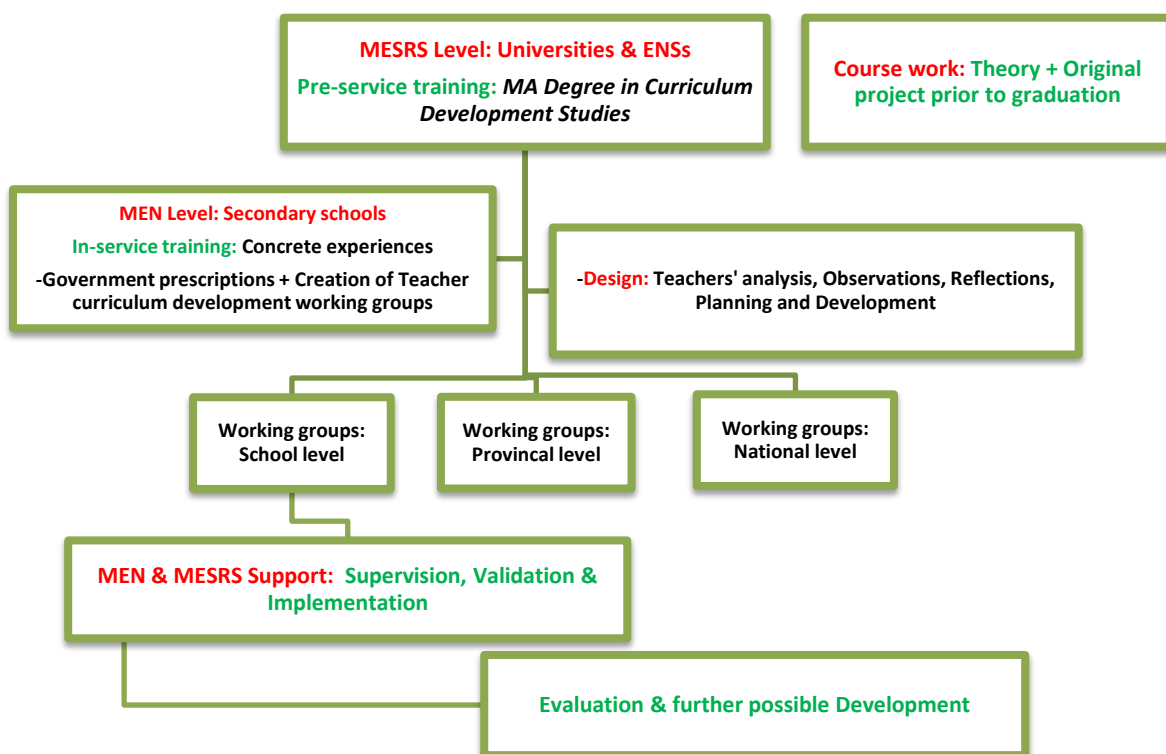 MESRS Level: Universities & ENSs
Pre-service training: MA Degree in Curriculum
Development Studies
Course work: Theory + Original
project prior to graduation
MEN Level: Secondary schools
In-service training: Concrete experiences
-Government prescriptions + Creation of Teacher
curriculum development working groups
-Design: Teachers' analysis, Observations, Reflections,
Planning and Development
Working groups:
School level
Working groups:
Provincal level
Working groups:
National level
MEN & MESRS Support: Supervision, Validation &
Implementation
Evaluation & further possible Development